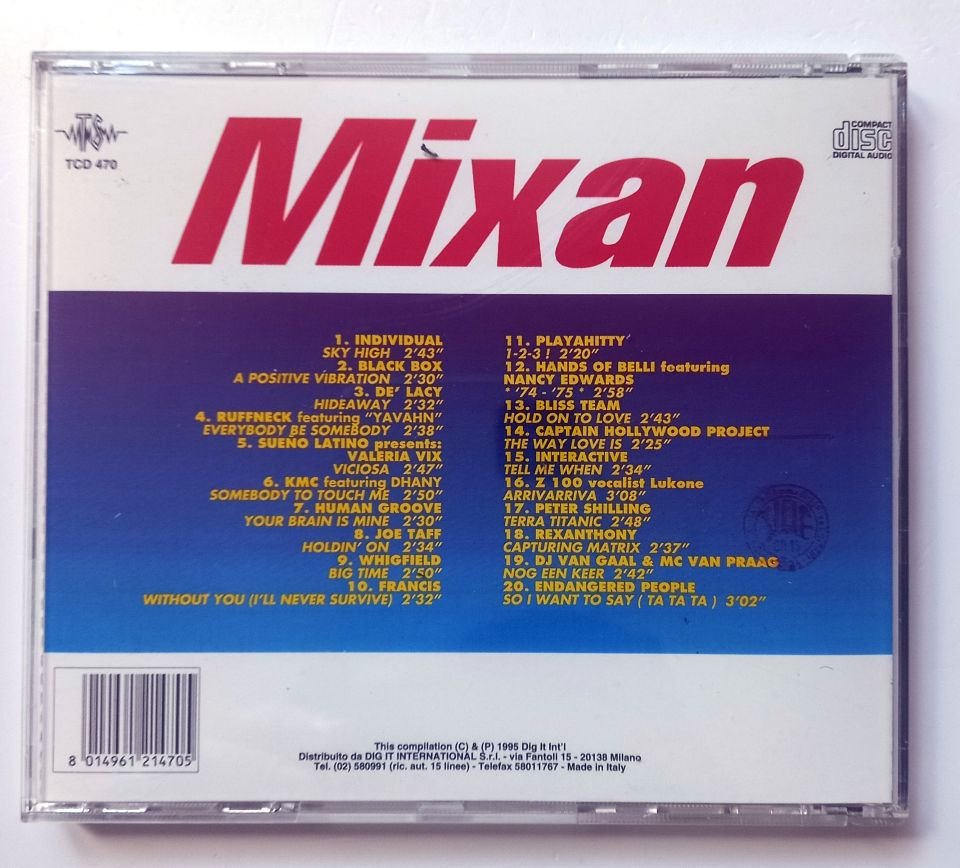 TS
TCD 470
Mixan
COMPACT
disc
DIGITAL AUDIO
1. INDIVIDUAL
SKY HIGH 2'43"
2. BLACK BOX
A POSITIVE VIBRATION 2'30"
3. DE' LACY
HIDEAWAY 2'32"
4. RUFFNECK featuring "YAVAHN"
EVERYBODY BE SOMEBODY 2'38"
5. SUEÑO LATINO presents:
VALERIA VIX
VICIOSA 2'47"
6. KMC featuring DHANY
SOMEBODY TO TOUCH ME 2'50"
7. HUMAN GROOVE
YOUR BRAIN IS MINE 2'30"
8. JOE TAFF
HOLDIN' ON 2'34"
9. WHIGFIELD
BIG TIME 2'50"
10. FRANCIS
WITHOUT YOU (I'LL NEVER SURVIVE) 2'32"
11. PLAYAHITTY
1-2-3 ! 2'20"
12. HANDS OF BELLI featuring
NANCY EDWARDS
* '74 - '75 * 2'58"
13. BLISS TEAM
HOLD ON TO LOVE 2'43"
14. CAPTAIN HOLLYWOOD PROJECT
THE WAY LOVE IS 2'25"
15. INTERACTIVE
TELL ME WHEN 2'34"
16. Z 100 vocalist Lukone
ARRIVARRIVA 3'08"
17. PETER SHILLING
TERRA TITANIC 2'48"
18. REXANTHONY
CAPTURING MATRIX 2'37"
19. DJ VAN GAAL & MC VAN PRAAG
NOG EEN KEER 2'42"
20. ENDANGERED PEOPLE
SO I WANT TO SAY ( TA TA TA ) 3'02"
8 014961 214705
This compilation (C) & (P) 1995 Dig It Int'l
Distribuito da DIG IT INTERNATIONAL S.r.l. - via Fantoli 15 - 20138 Milano
Tel. (02) 580991 (ric. aut. 15 linee) - Telefax 58011767 - Made in Italy